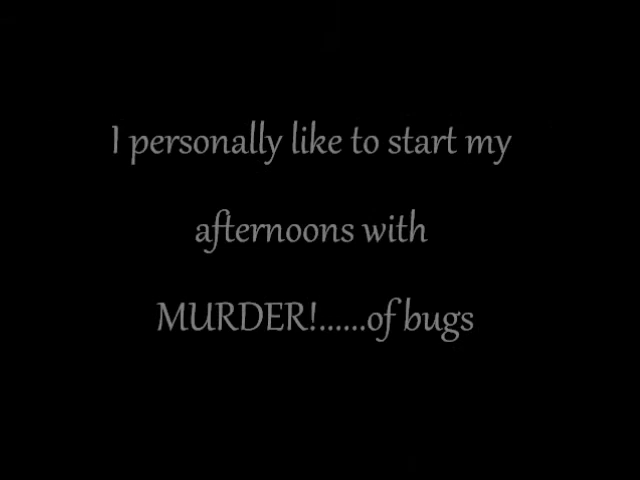 I personally like to start my
afternoons with
MURDER!......of bugs